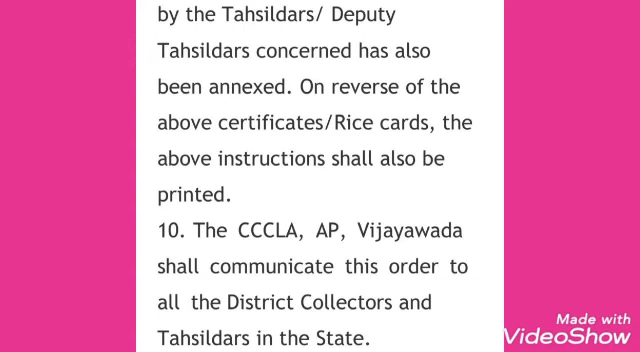 by the Tahsildars/ Deputy
Tahsildars concerned has also
been annexed. On reverse of the
above certificates/Rice cards, the
above instructions shall also be
printed.
10. The CCCLA, AP, Vijayawada
shall communicate this order to
all the District Collectors and
Tahsildars in the State.
Made with
VideoShow